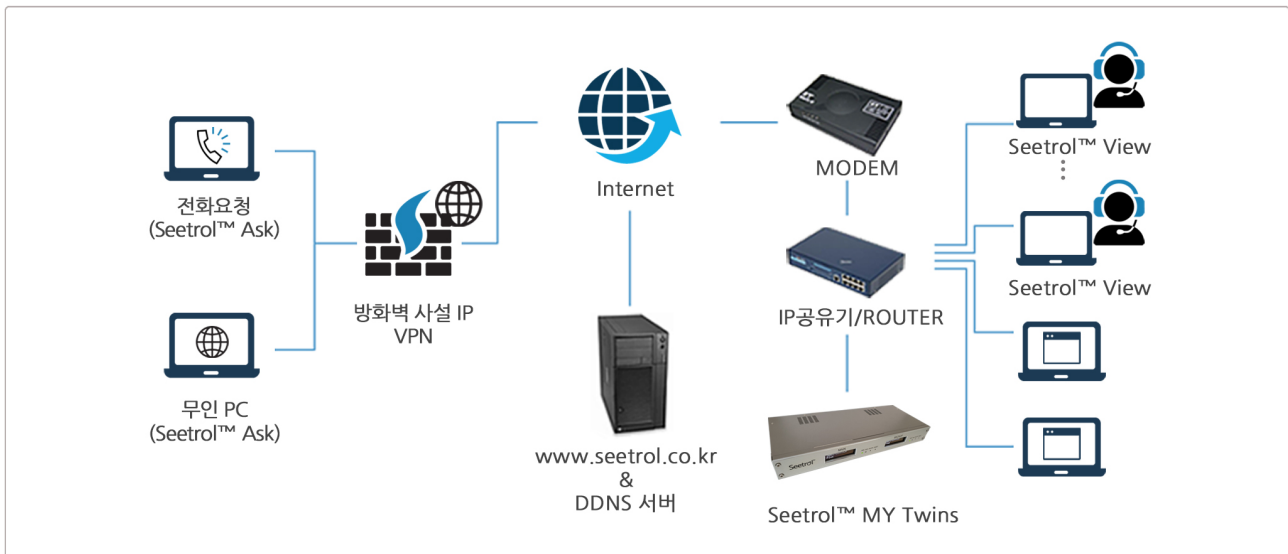 전화요청
(Seetrol™ Ask)
무인 PC
(Seetrol™ Ask)
방화벽 사설 IP
VPN
Internet
www.seetrol.co.kr
&
DDNS 서버
MODEM
IP공유기/ROUTER
Seetrol
Seetrol™ MY Twins
Seetrol™ View
Seetrol™ View